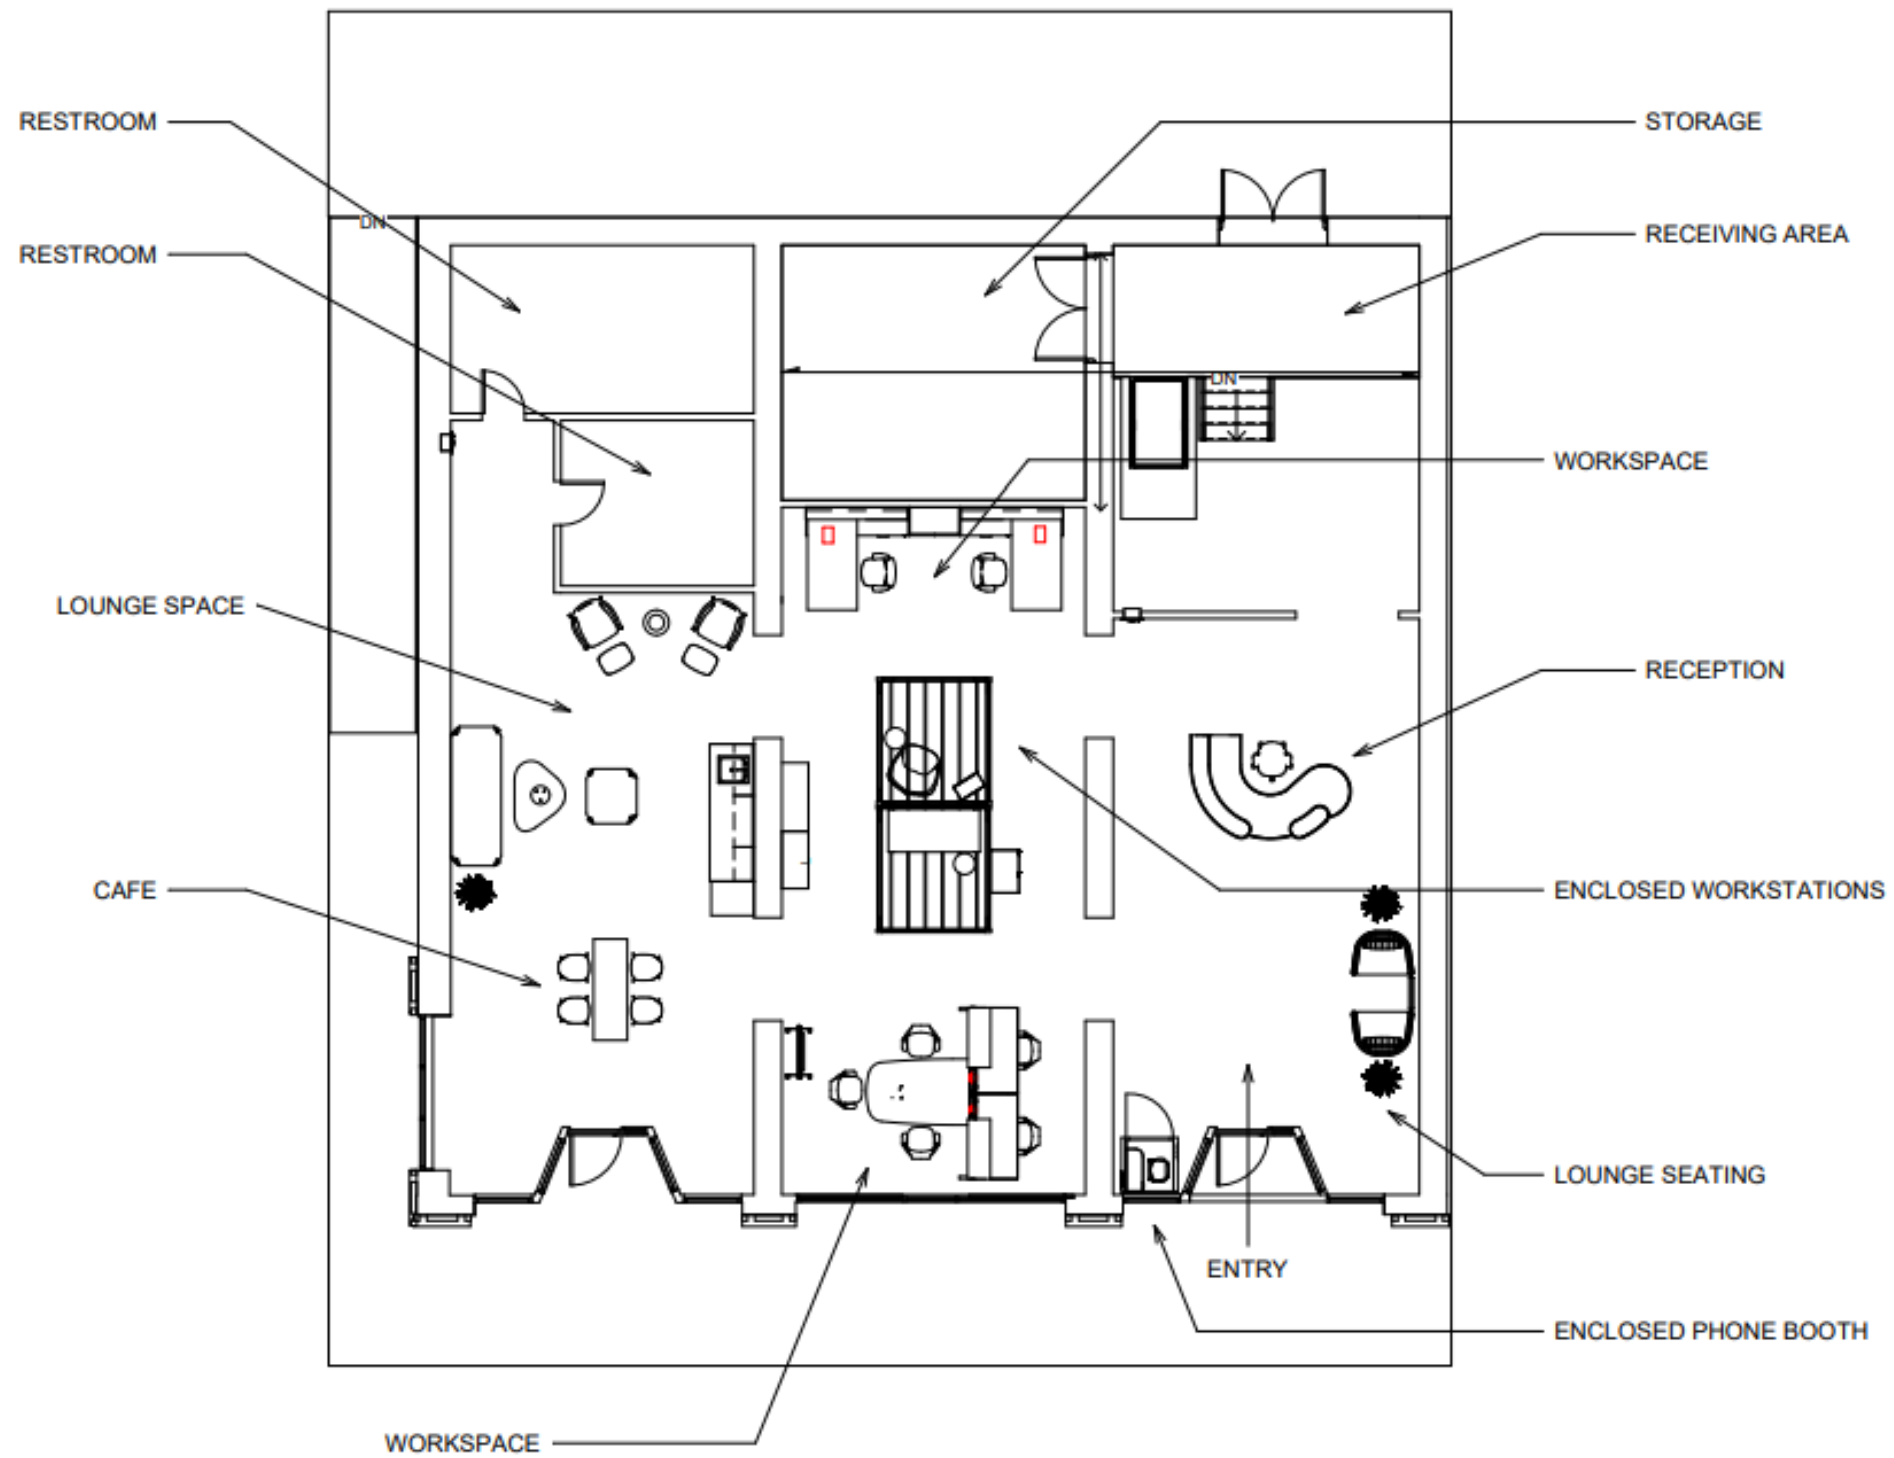 RESTROOM
STORAGE
DN
RECEIVING AREA
RESTROOM
DN
WORKSPACE
LOUNGE SPACE
RECEPTION
CAFE
ENCLOSED WORKSTATIONS
LOUNGE SEATING
ENTRY
ENCLOSED PHONE BOOTH
WORKSPACE